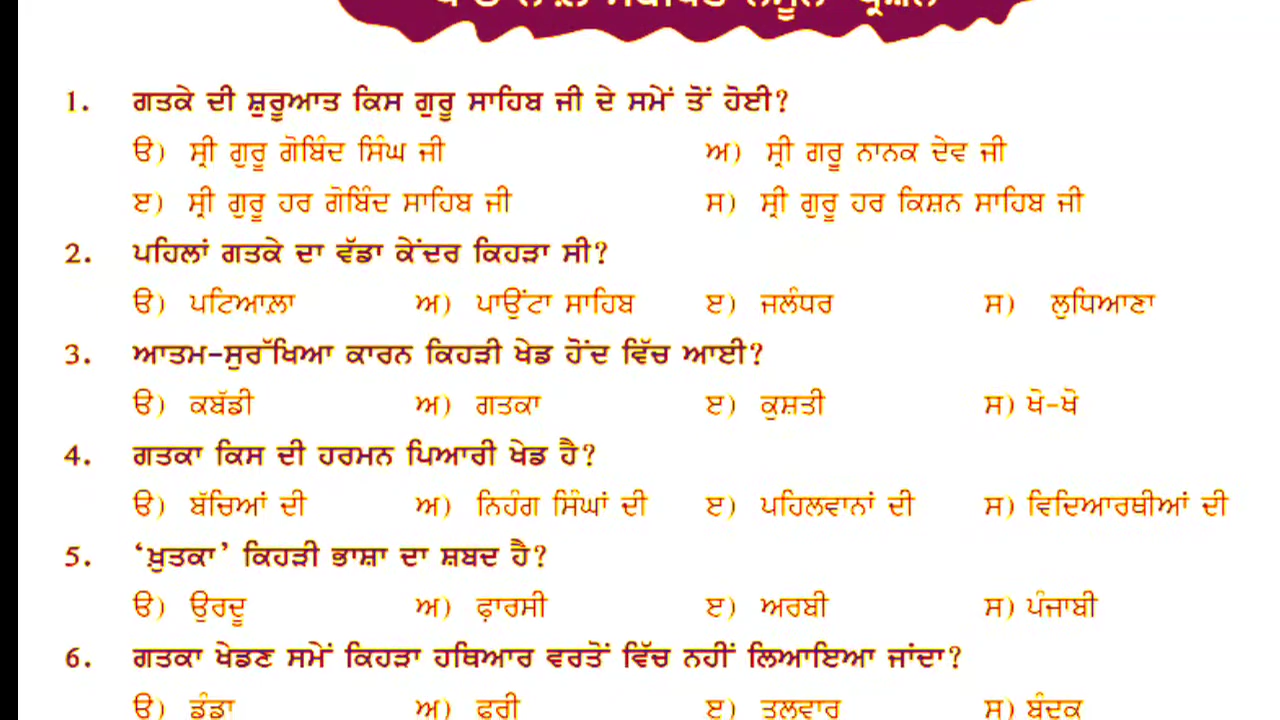 1. ਗਤਕੇ ਦੀ ਸ਼ੁਰੂਆਤ ਕਿਸ ਗੁਰੂ ਸਾਹਿਬ ਜੀ ਦੇ ਸਮੇਂ ਤੋਂ ਹੋਈ?
ੳ) ਸ੍ਰੀ ਗੁਰੂ ਗੋਬਿੰਦ ਸਿੰਘ ਜੀ ਅ) ਸ੍ਰੀ ਗਰੂ ਨਾਨਕ ਦੇਵ ਜੀ
ੲ) ਸ੍ਰੀ ਗੁਰੂ ਹਰ ਗੋਬਿੰਦ ਸਾਹਿਬ ਜੀ ਸ) ਸ੍ਰੀ ਗੁਰੂ ਹਰ ਕਿਸ਼ਨ ਸਾਹਿਬ ਜੀ
2. ਪਹਿਲਾਂ ਗਤਕੇ ਦਾ ਵੱਡਾ ਕੇਂਦਰ ਕਿਹੜਾ ਸੀ?
ੳ) ਪਟਿਆਲਾ਼ ਅ) ਪਾਉਂਟਾ ਸਾਹਿਬ ੲ) ਜਲੰਧਰ ਸ) ਲੁਧਿਆਣਾ
3. ਆਤਮ-ਸੁਰੱਖਿਆ ਕਾਰਨ ਕਿਹੜੀ ਖੇਡ ਹੋਂਦ ਵਿੱਚ ਆਈ?
ੳ) ਕਬੱਡੀ ਅ) ਗਤਕਾ ੲ) ਕੁਸ਼ਤੀ ਸ) ਖੋ-ਖੋ
4. ਗਤਕਾ ਕਿਸ ਦੀ ਹਰਮਨ ਪਿਆਰੀ ਖੇਡ ਹੈ?
ੳ) ਬੱਚਿਆਂ ਦੀ ਅ) ਨਿਹੰਗ ਸਿੰਘਾਂ ਦੀ ੲ) ਪਹਿਲਵਾਨਾਂ ਦੀ ਸ) ਵਿਦਿਆਰਥੀਆਂ ਦੀ
5. ‘ਖ਼ੁਤਕਾ’ ਕਿਹੜੀ ਭਾਸ਼ਾ ਦਾ ਸ਼ਬਦ ਹੈ?
ੳ) ਉਰਦੂ ਅ) ਫ਼ਾਰਸੀ ੲ) ਅਰਬੀ ਸ) ਪੰਜਾਬੀ
6. ਗਤਕਾ ਖੇਡਣ ਸਮੇਂ ਕਿਹੜਾ ਹਥਿਆਰ ਵਰਤੋਂ ਵਿੱਚ ਨਹੀਂ ਲਿਆਇਆ ਜਾਂਦਾ?
ੳ) ਡੰਡਾ ਅ) ਫਰੀ ੲ) ਤਲਵਾਰ ਸ) ਬੰਦੂਕ